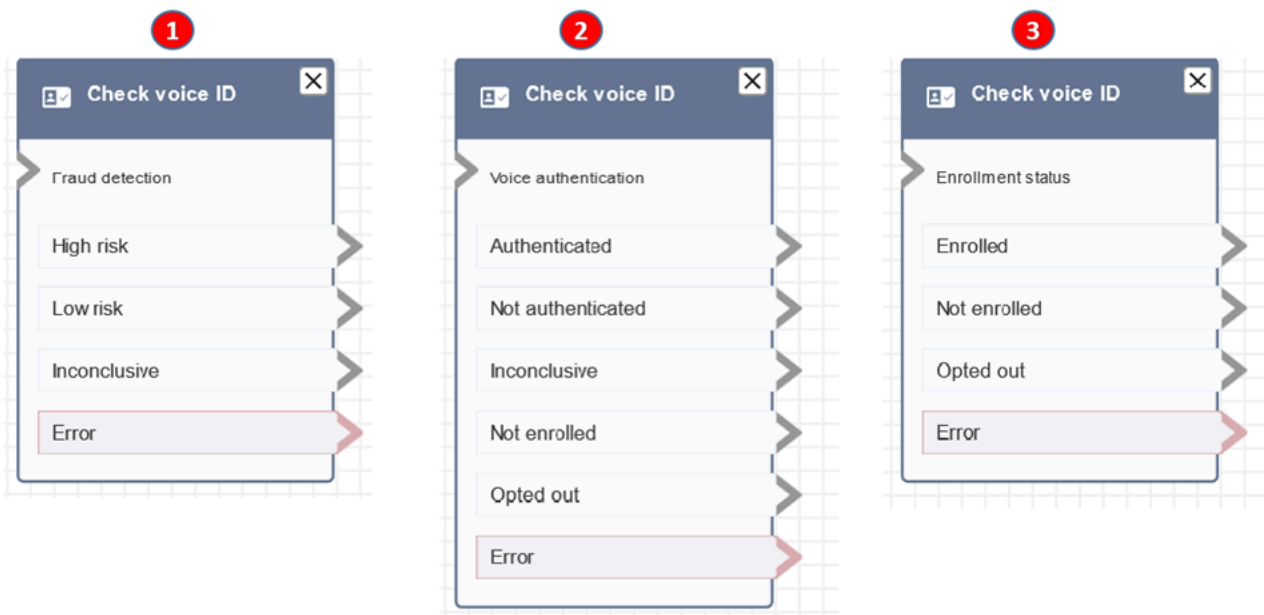 1
Check voice ID
Fraud detection
High risk
Low risk
Inconclusive
Error
2
Check voice ID
Voice authentication
Authenticated
Not authenticated
Inconclusive
Not enrolled
Opted out
Error
3
Check voice ID
Enrollment status
Enrolled
Not enrolled
Opted out
Error